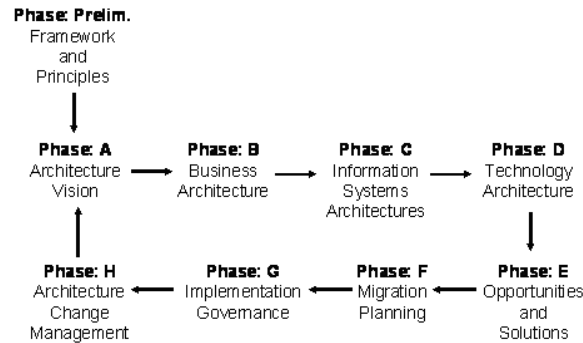 Phase: Prelim.
Framework
and
Principles
Phase: A
Architecture
Vision
Phase: B
Business
Architecture
Phase: C
Information
Systems
Architectures
Phase: D
Technology
Architecture
Phase: H
Architecture
Change
Management
Phase: G
Implementation
Governance
Phase: F
Migration
Planning
Phase: E
Opportunities
and
Solutions